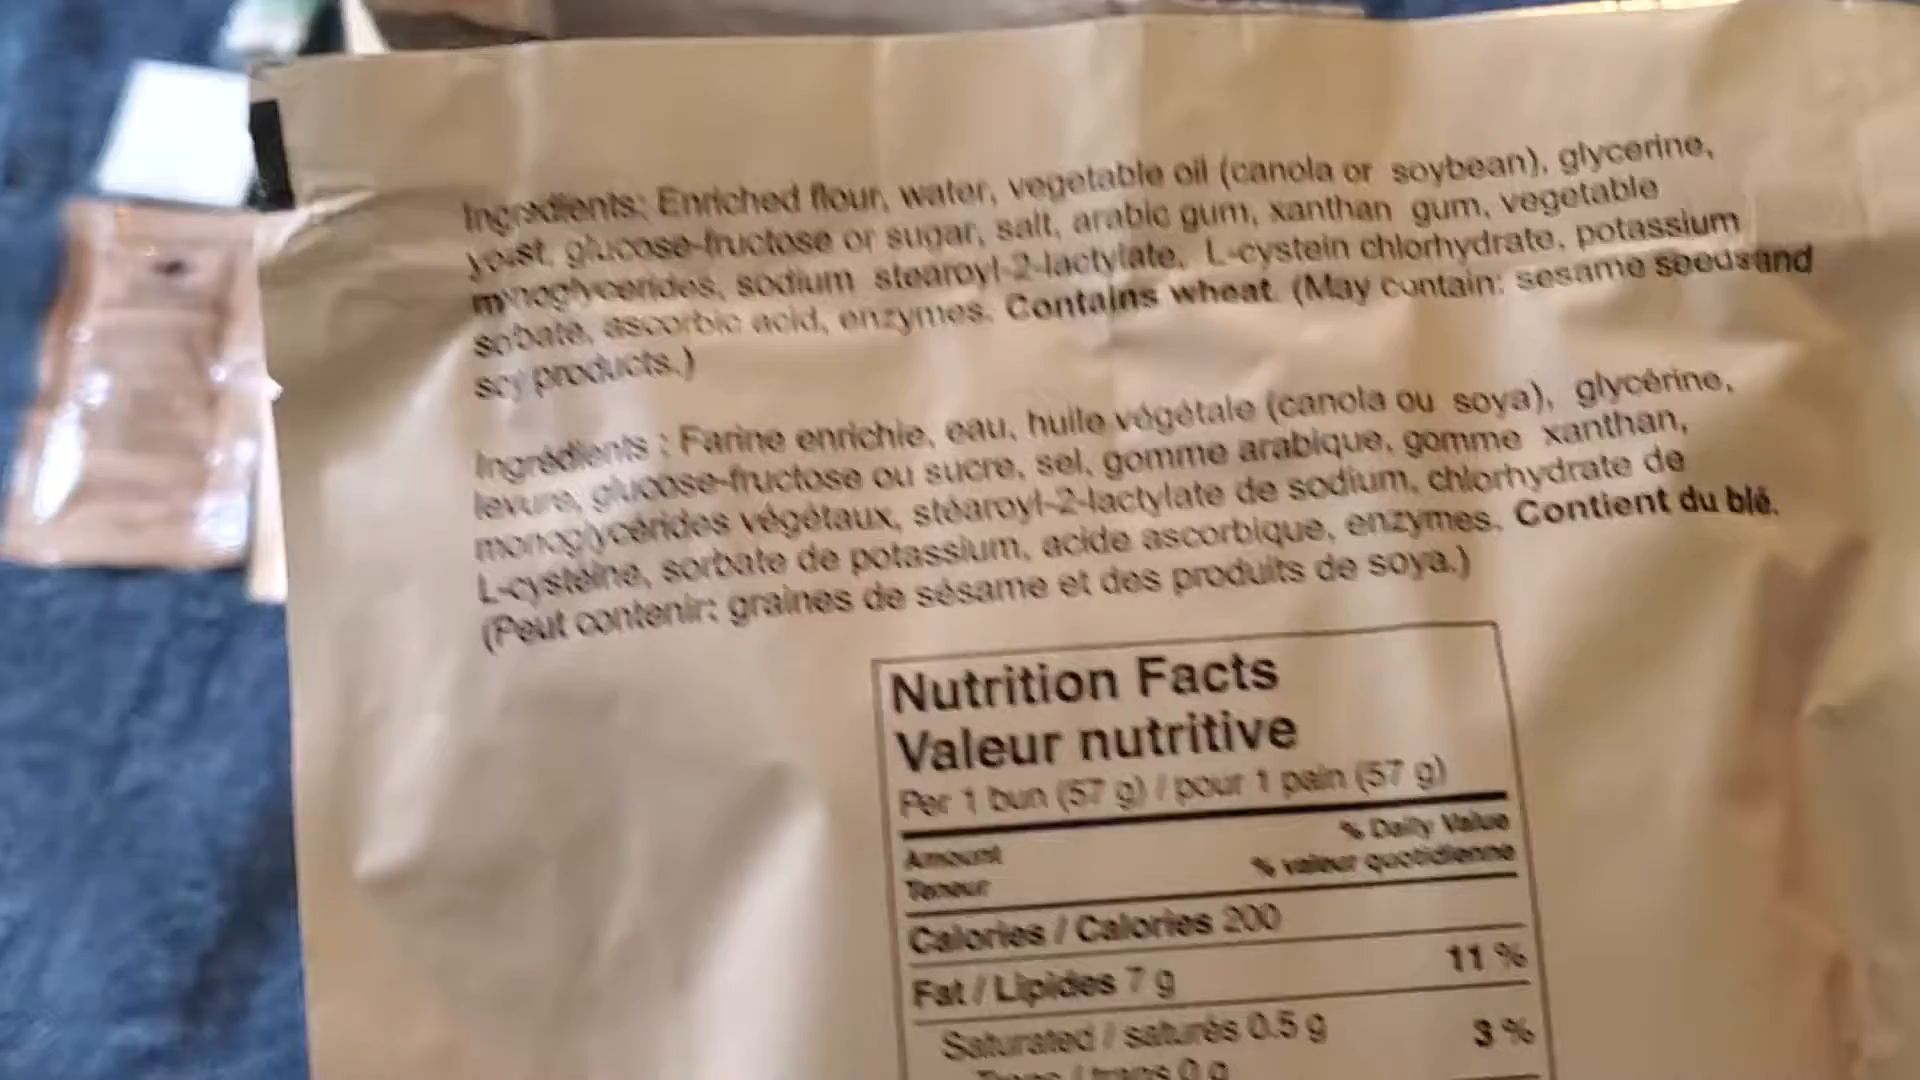 Ingredients: Enriched flour, water, vegetable oil (canola or soybean), glycerine,
yeast, glucose-fructose or sugar, salt, arabic gum, xanthan gum, vegetable
monoglycerides, sodium stearoyl-2-lactylate, L-cystein chlorhydrate, potassium
sobate, ascorbic acid, enzymes. Contains wheat. (May contain: sesame seeds and
soy products.)
Ingrédients : Farine enrichie, eau, huile végétale (canola ou soya), glycérine,
levure, glucose-fructose ou sucre, sel, gomme arabique, gomme xanthan,
monoglycérides végétaux, stéaroyl-2-lactylate de sodium, chlorhydrate de
L-cystéine, sorbate de potassium, acide ascorbique, enzymes. Contient du blé.
(Peut contenir: graines de sésame et des produits de soya.)
Nutrition Facts
Valeur nutritive
Per 1 bun (57 g) / pour 1 pain (57 g)
Amount % Daily Value
Teneur % valeur quotidienne
Calories / Calories 200
Fat / Lipides 7 g 11 %
Saturated / saturés 0.5 g 3 %
/ trans 0 g